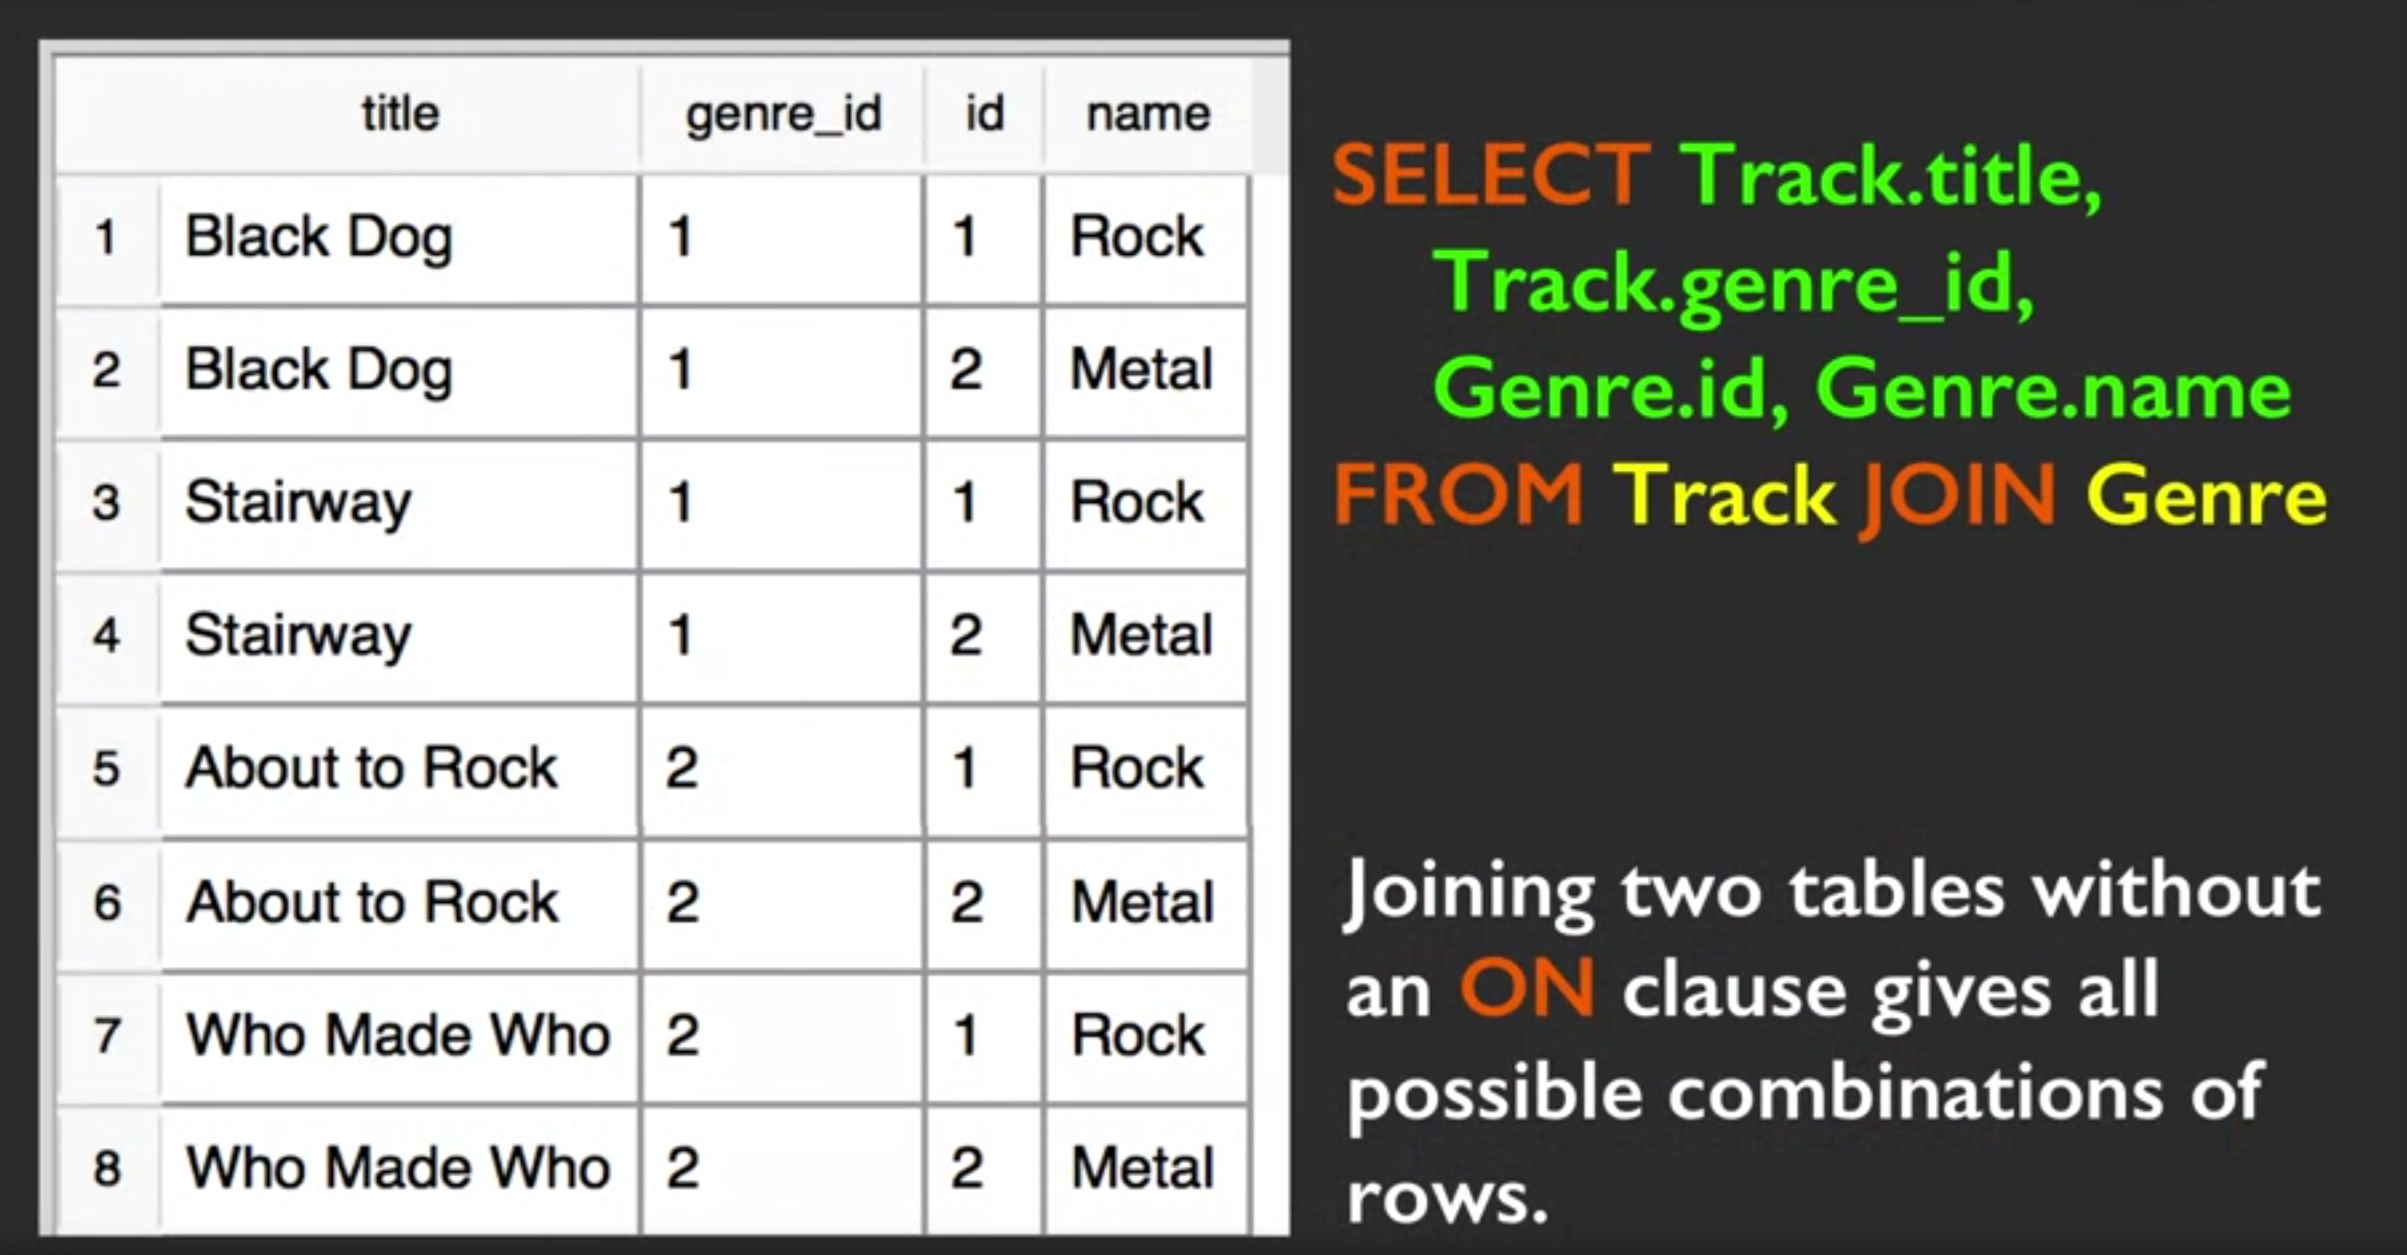 title genre_id id name
1 Black Dog 1 1 Rock
2 Black Dog 1 2 Metal
3 Stairway 1 1 Rock
4 Stairway 1 2 Metal
5 About to Rock 2 1 Rock
6 About to Rock 2 2 Metal
7 Who Made Who 2 1 Rock
8 Who Made Who 2 2 Metal
SELECT Track.title,
Track.genre_id,
Genre.id, Genre.name
FROM Track JOIN Genre
Joining two tables without
an ON clause gives all
possible combinations of
rows.